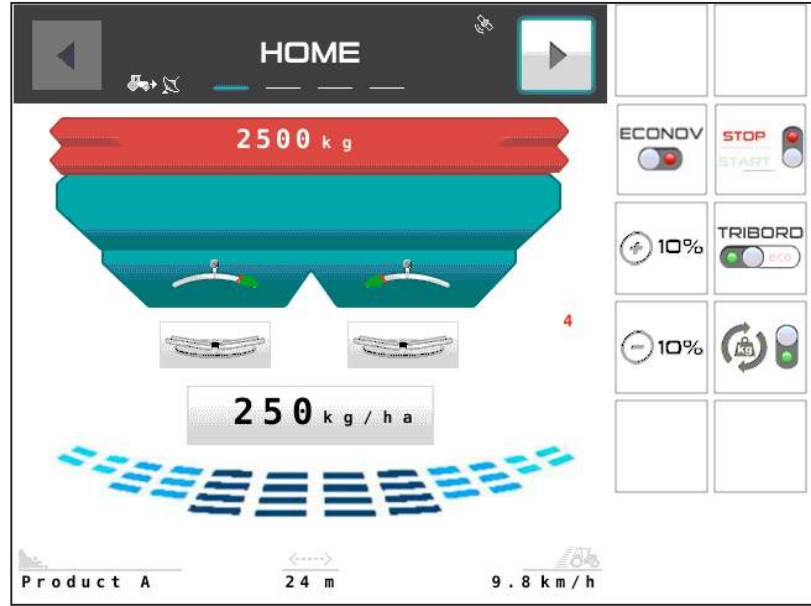 HOME
2500 kg
ECONOV
STOP
START
10%
TRIBORD
eco
4
10%
kg
250 kg/ha
Product A
24 m
9.8 km/h